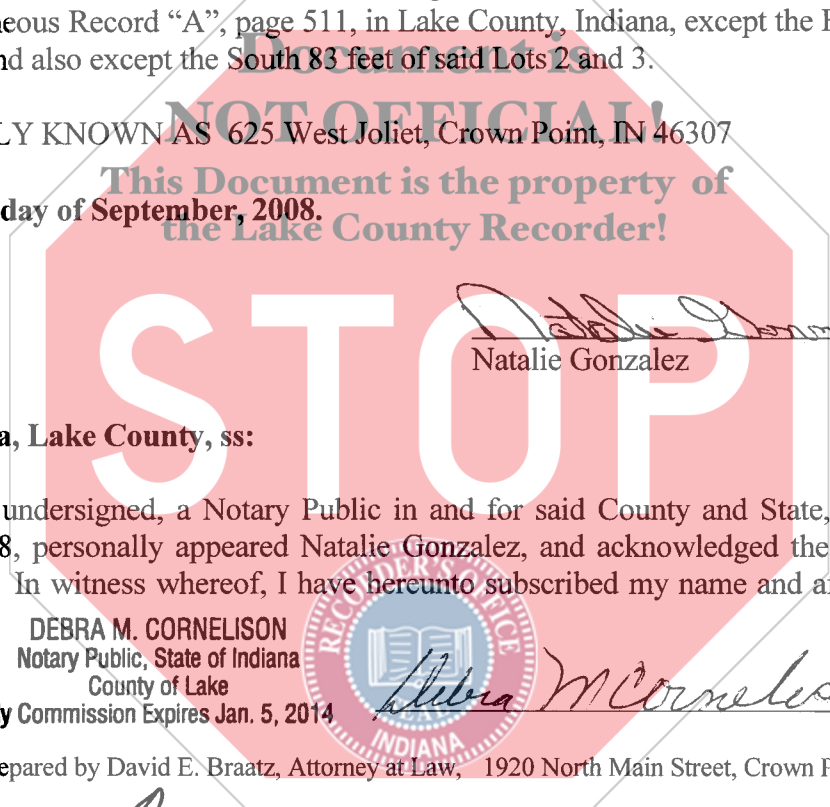 eous Record “A”, page 511, in Lake County, Indiana, except the
nd also except the South 83 feet of said Lots 2 and 3.
Document is
NOT OFFICIAL!
LY KNOWN AS 625 West Joliet, Crown Point, IN 46307
This Document is the property of
day of September, 2008.
the Lake County Recorder!
STOP
Natalie Gonzalez
a, Lake County, ss:
undersigned, a Notary Public in and for said County and State,
8, personally appeared Natalie Gonzalez, and acknowledged the
In witness whereof, I have hereunto subscribed my name and
RECORDER'S OFFICE
SEAL
INDIANA
DEBRA M. CORNELISON
Notary Public, State of Indiana
County of Lake
y Commission Expires Jan. 5, 2014
Debra M Cornelis
epared by David E. Braatz, Attorney at Law, 1920 North Main Street, Crown P